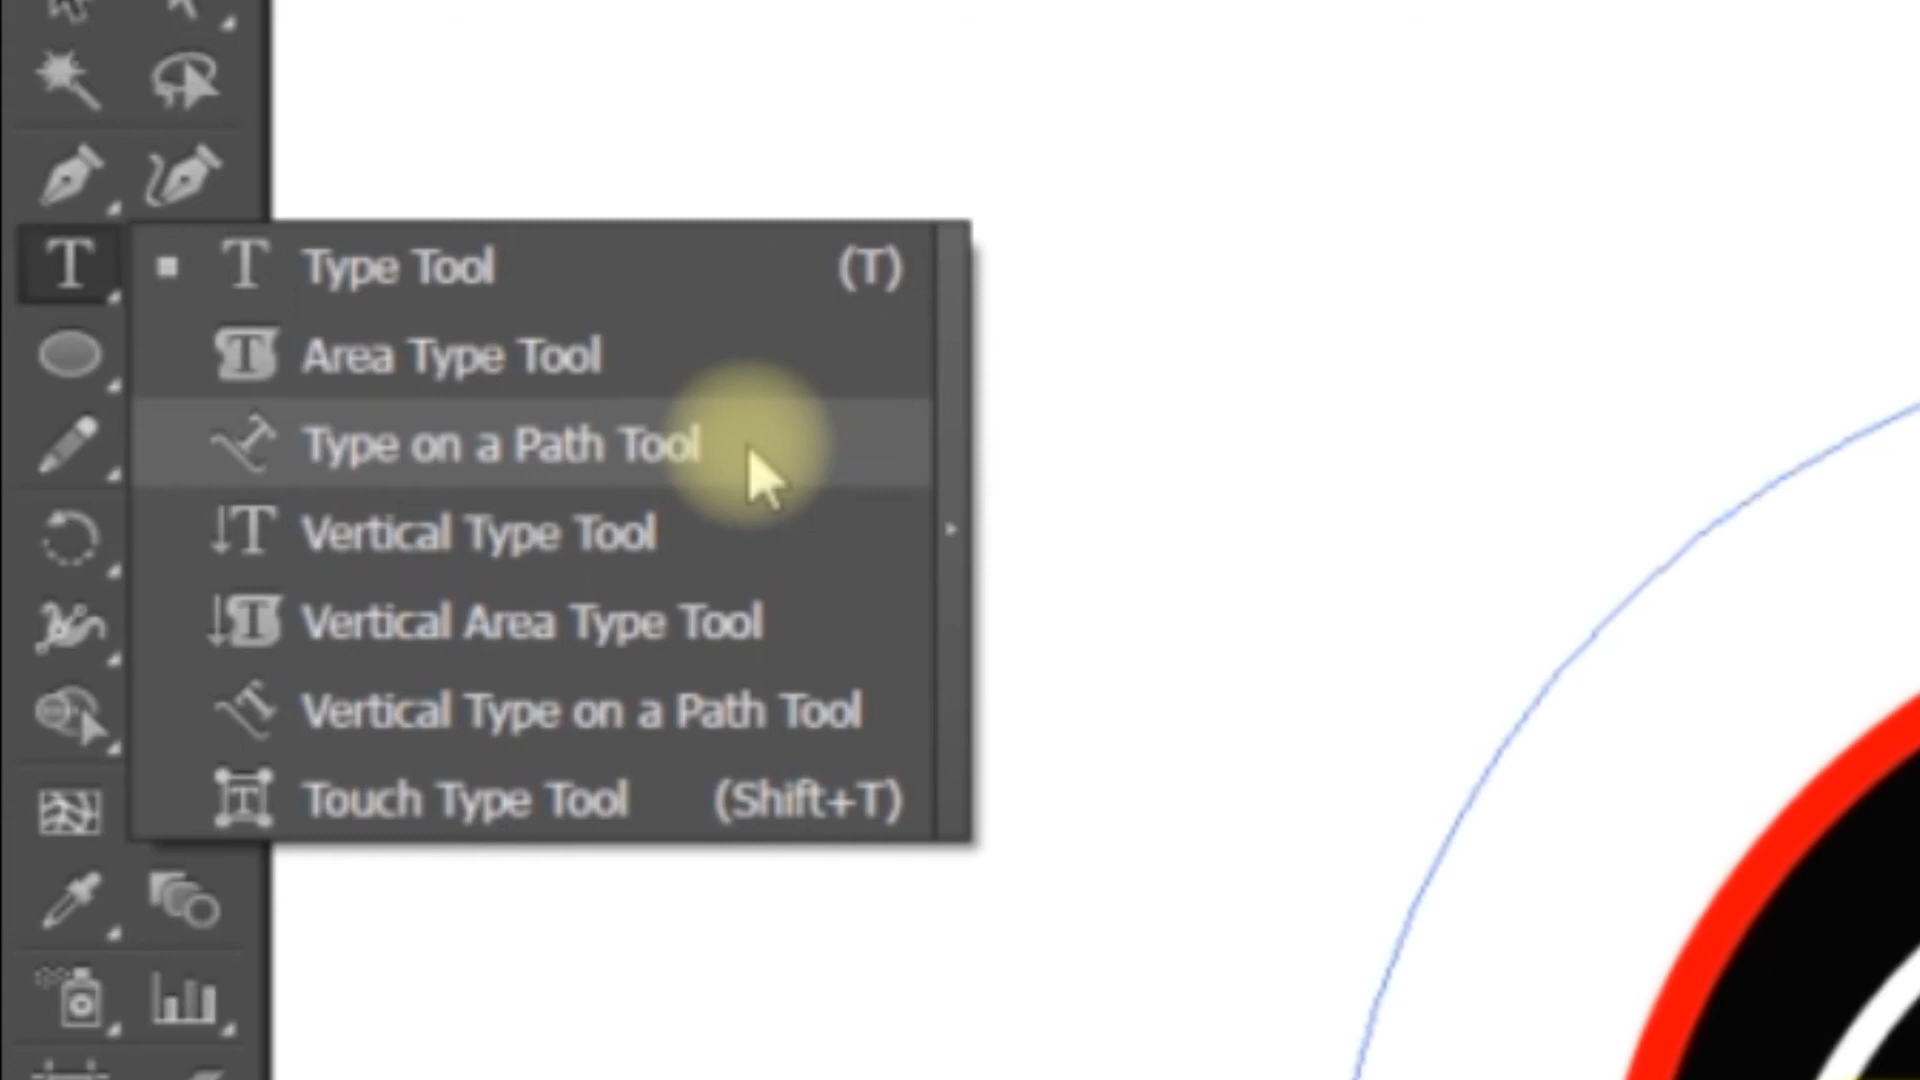 Type Tool (T)
Area Type Tool
Type on a Path Tool
Vertical Type Tool
Vertical Area Type Tool
Vertical Type on a Path Tool
Touch Type Tool (Shift+T)